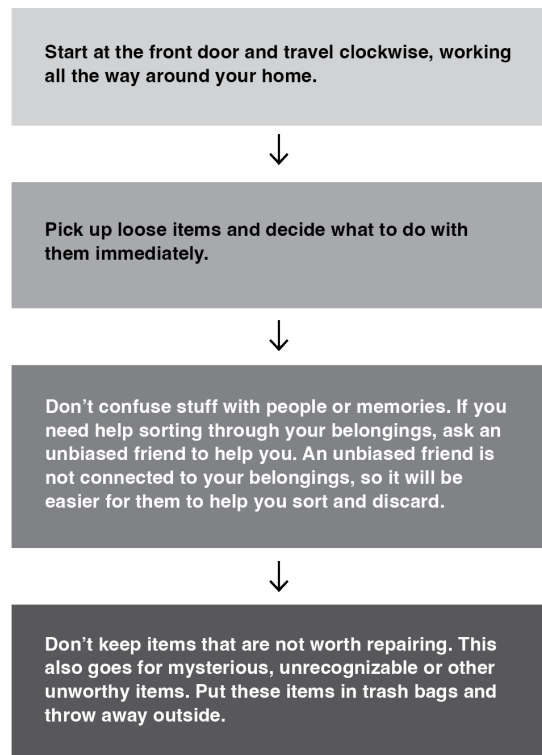 Start at the front door and travel clockwise, working
all the way around your home.
Pick up loose items and decide what to do with
them immediately.
Don’t confuse stuff with people or memories. If you
need help sorting through your belongings, ask an
unbiased friend to help you. An unbiased friend is
not connected to your belongings, so it will be
easier for them to help you sort and discard.
Don’t keep items that are not worth repairing. This
also goes for mysterious, unrecognizable or other
unworthy items. Put these items in trash bags and
throw away outside.